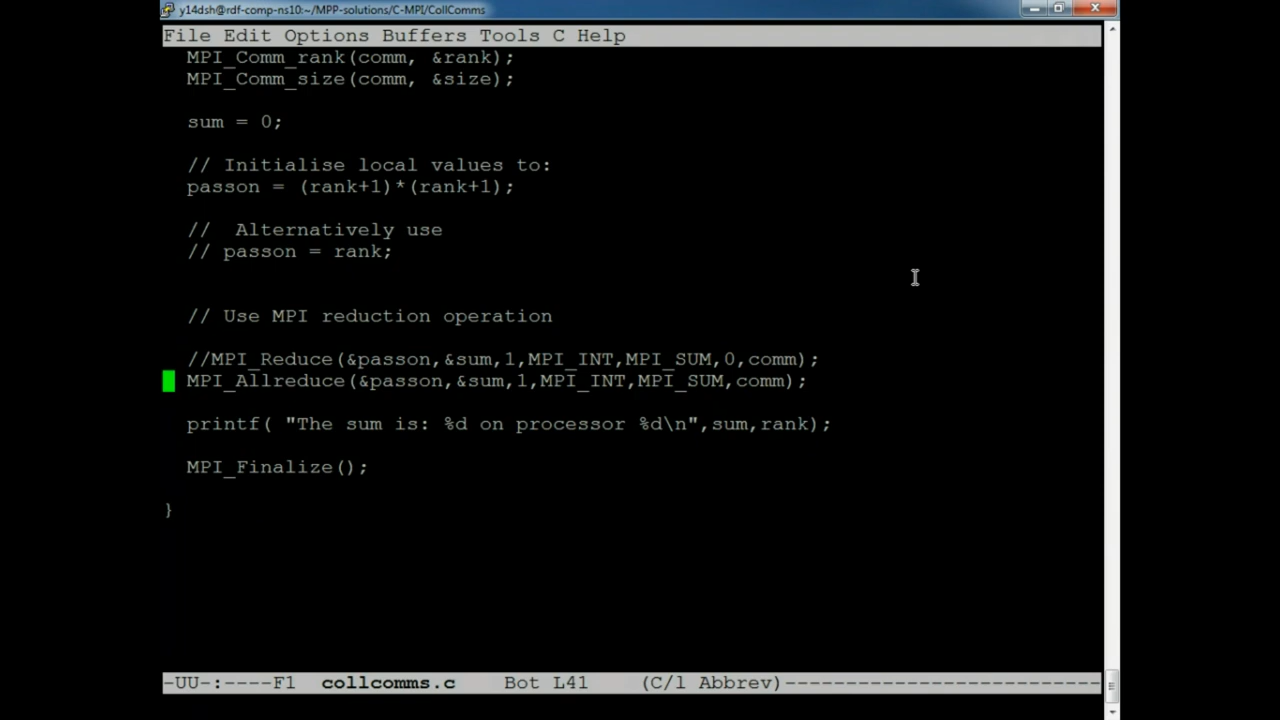 y14dsh@rdf-comp-ns10:~/MPP-solutions/C-MPI/CollComms
File Edit Options Buffers Tools C Help
MPI_Comm_rank(comm, &rank);
MPI_Comm_size(comm, &size);
sum = 0;
// Initialise local values to:
passon = (rank+1)*(rank+1);
//  Alternatively use
// passon = rank;
// Use MPI reduction operation
//MPI_Reduce(&passon,&sum,1,MPI_INT,MPI_SUM,0,comm);
MPI_Allreduce(&passon,&sum,1,MPI_INT,MPI_SUM,comm);
printf( "The sum is: %d on processor %d\n",sum,rank);
MPI_Finalize();
}
-UU-:----F1  collcomms.c    Bot L41    (C/l Abbrev)--------------------------